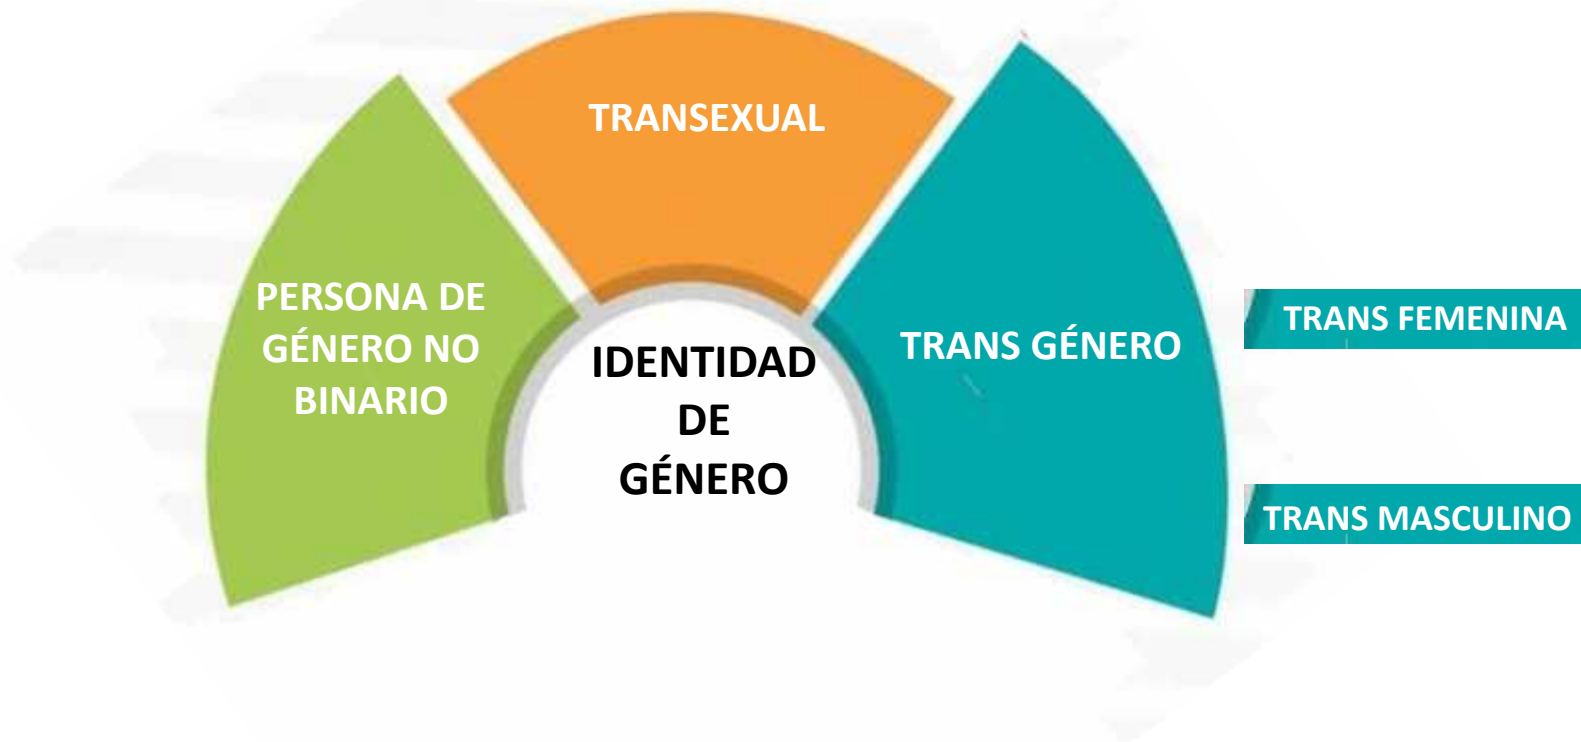 TRANSEXUAL
PERSONA DE
GÉNERO NO
BINARIO
IDENTIDAD
DE
GÉNERO
TRANS GÉNERO
TRANS FEMENINA
TRANS MASCULINO